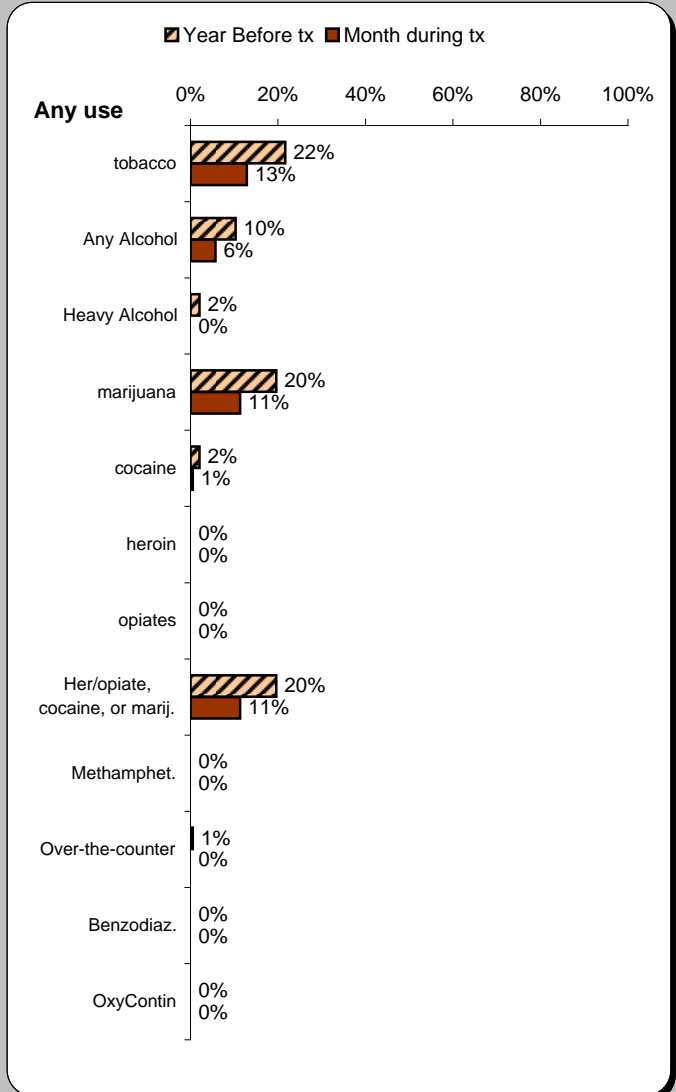 Year Before tx Month during tx
0% 20% 40% 60% 80% 100%
Any use
tobacco 22%
13%
Any Alcohol 10%
6%
Heavy Alcohol 2%
0%
marijuana 20%
11%
cocaine 2%
1%
heroin 0%
0%
opiates 0%
0%
Her/opiate, 20%
cocaine, or marij. 11%
Methamphet. 0%
0%
Over-the-counter 1%
0%
Benzodiaz. 0%
0%
OxyContin 0%
0%